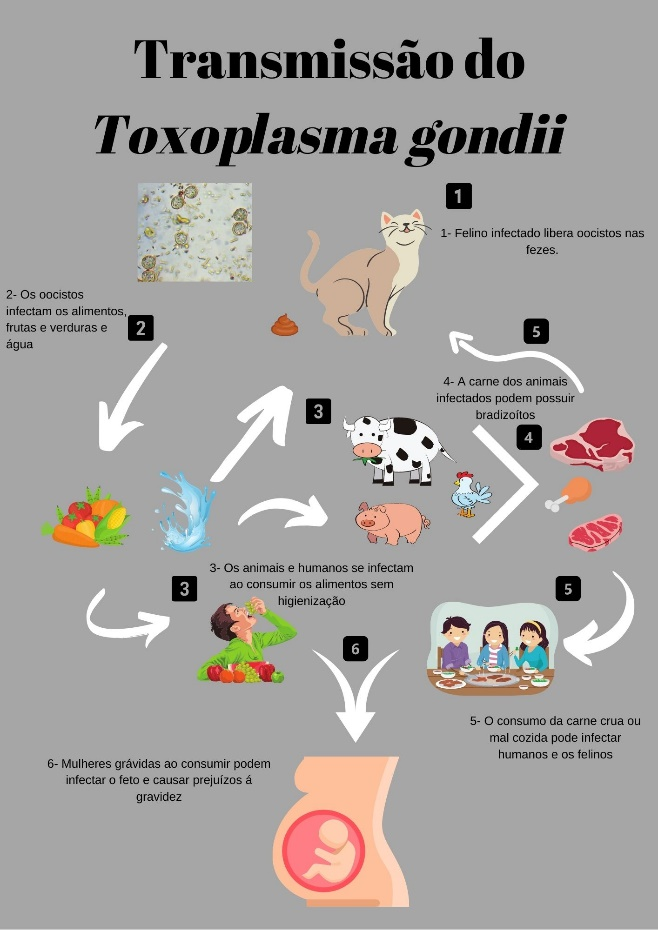 Transmissão do
Toxoplasma gondii
1
1- Felino infectado libera oocistos nas
fezes.
2- Os oocistos
infectam os alimentos,
frutas e verduras e
água
2
5
4- A carne dos animais
infectados podem possuir
bradizoítos
3
4
3- Os animais e humanos se infectam
ao consumir os alimentos sem
higienização
3
5
6
5- O consumo da carne crua ou
mal cozida pode infectar
humanos e os felinos
6- Mulheres grávidas ao consumir podem
infectar o feto e causar prejuízos á
gravidez